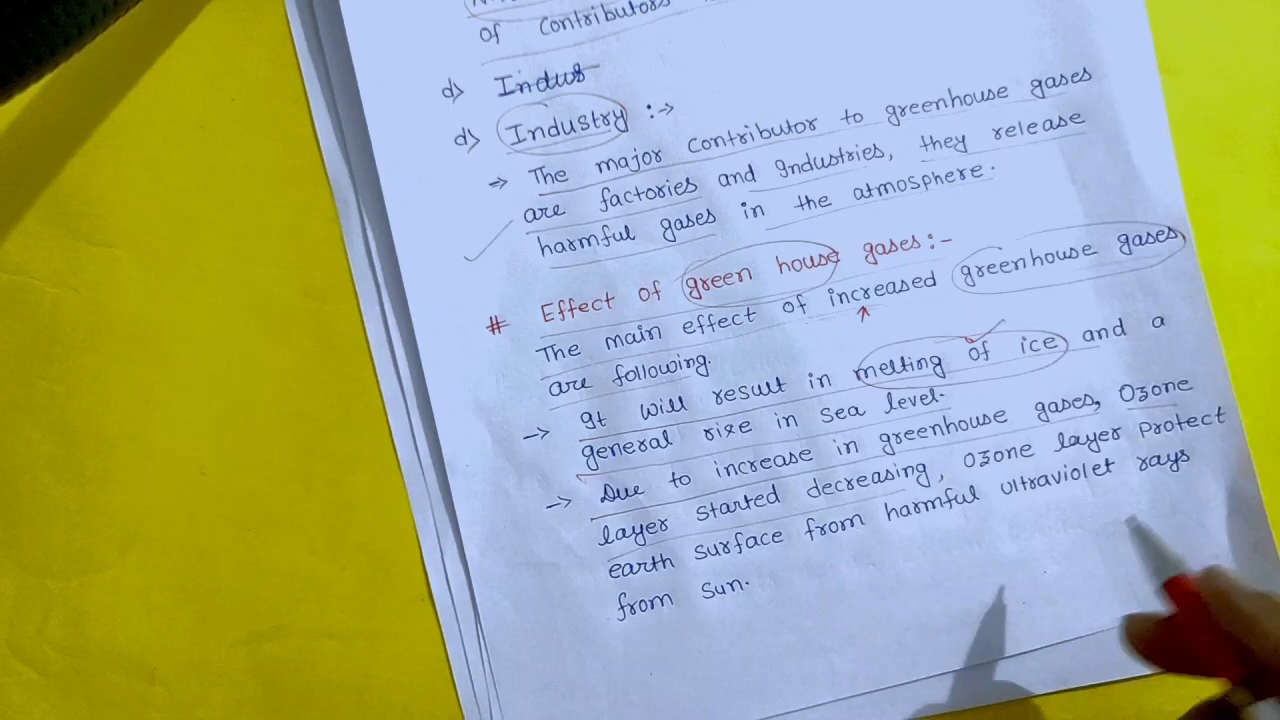 of contributors
d) Indus
d) Industry :→
⇒ The major contributor to greenhouse gases
are factories and Industries, they release
harmful gases in the atmosphere.
# Effect of green house gases:-
The main effect of increased greenhouse gases
are following.
→ It will result in melting of ice and a
general rise in sea level.
→ Due to increase in greenhouse gases, Ozone
layer started decreasing, ozone layer protect
earth surface from harmful ultraviolet rays
from sun.